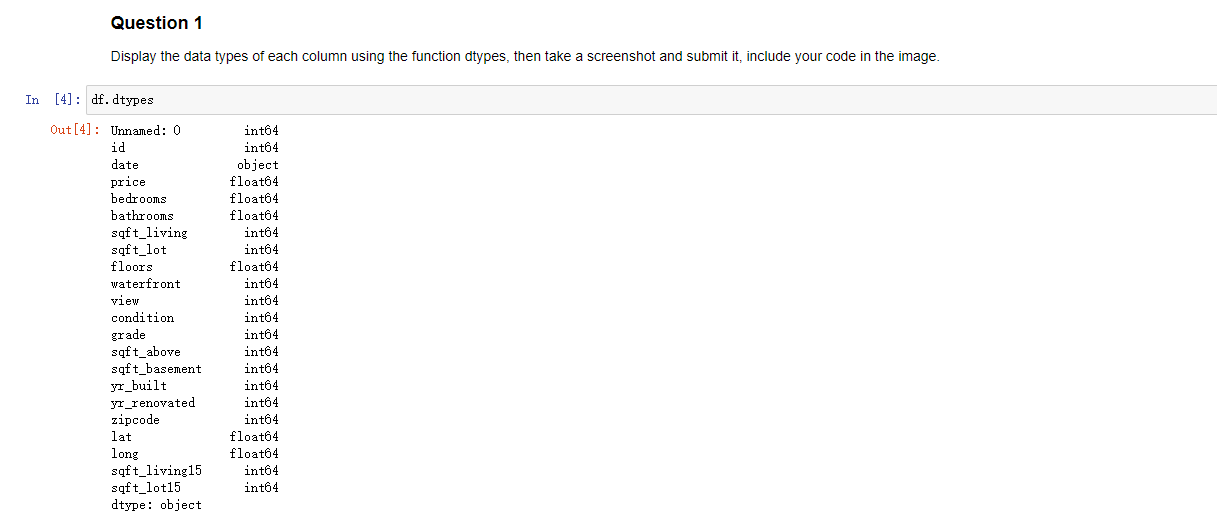 Question 1
Display the data types of each column using the function dtypes, then take a screenshot and submit it, include your code in the image.
In [4]: df.dtypes
Out[4]: Unnamed: 0 int64
id int64
date object
price float64
bedrooms float64
bathrooms float64
sqft_living int64
sqft_lot int64
floors float64
waterfront int64
view int64
condition int64
grade int64
sqft_above int64
sqft_basement int64
yr_built int64
yr_renovated int64
zipcode int64
lat float64
long float64
sqft_living15 int64
sqft_lot15 int64
dtype: object